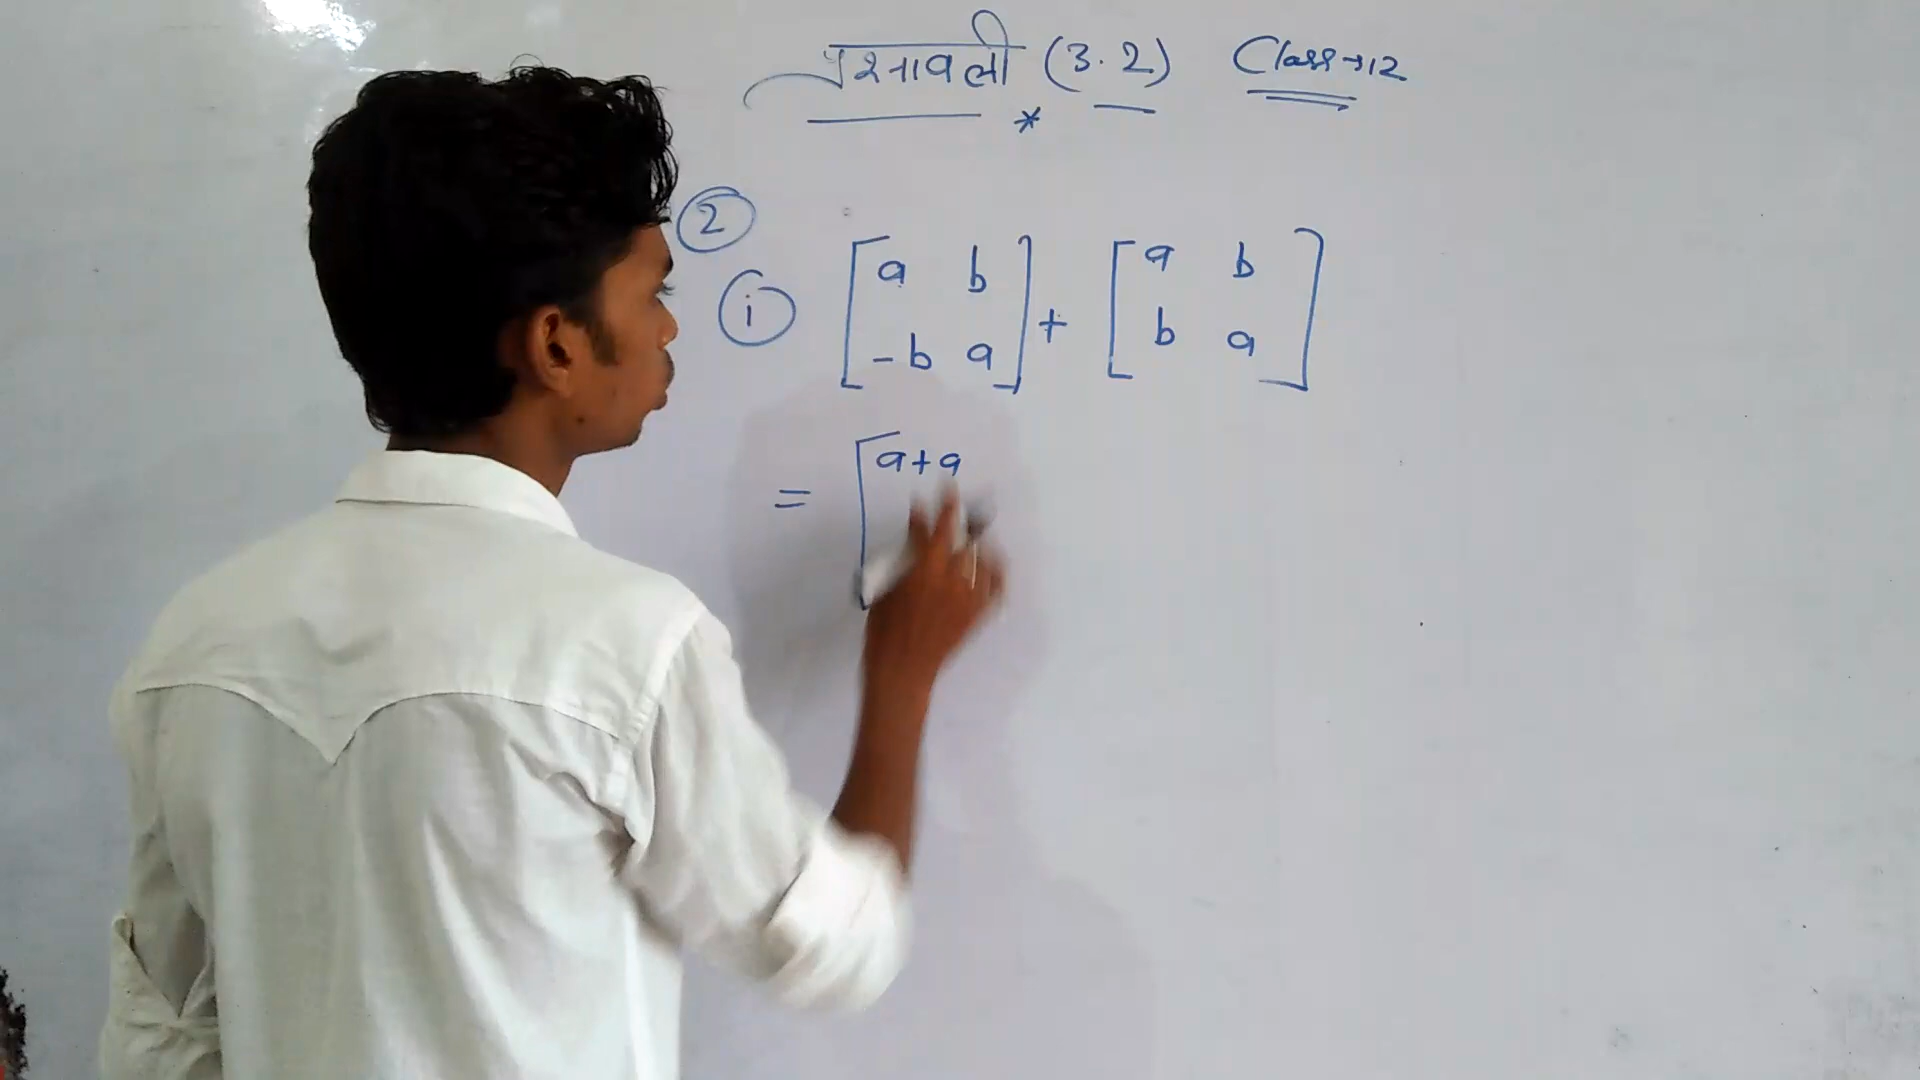 प्रश्नावली (3.2) Class→12
*
2
i [a b] + [a b]
[-b a] [b a]
= [a+a